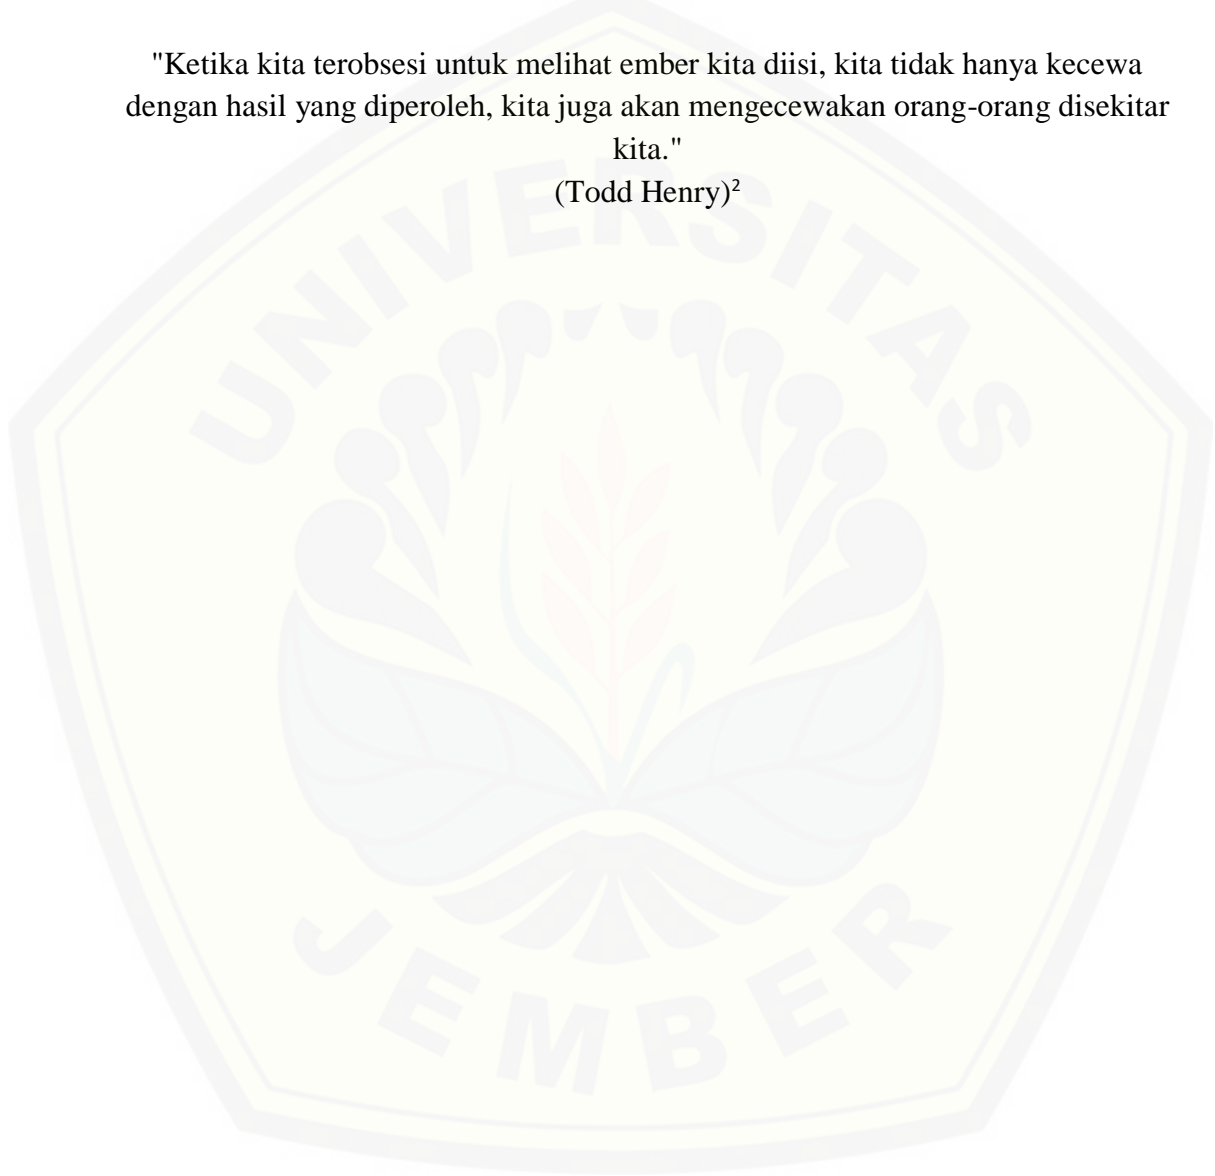 "Ketika kita terobsesi untuk melihat ember kita diisi, kita tidak hanya kecewa
dengan hasil yang diperoleh, kita juga akan mengecewakan orang-orang disekitar
kita."
(Todd Henry)²
UNIVERSITAS
JEMBER